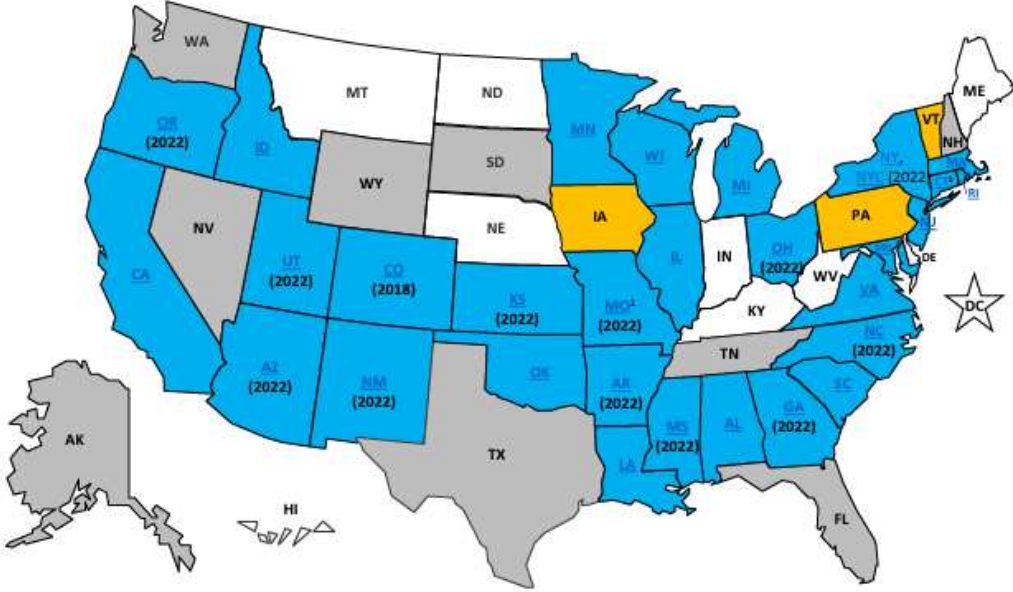 WA
MT
ND
ME
OR
(2022)
ID
MN
VT
NH
SD
WI
NY,
NYC (2022
MA
MI
RI
WY
IA
PA
NJ
NV
NE
CA
UT
(2022)
CO
(2018)
IL
IN
OH
(2022)
WV
DE
VA
DC
KS
(2022)
MO¹
(2022)
KY
NC
(2022)
TN
AZ
(2022)
NM
(2022)
OK
AR
(2022)
SC
MS
(2022)
AL
GA
(2022)
AK
TX
LA
HI
FL